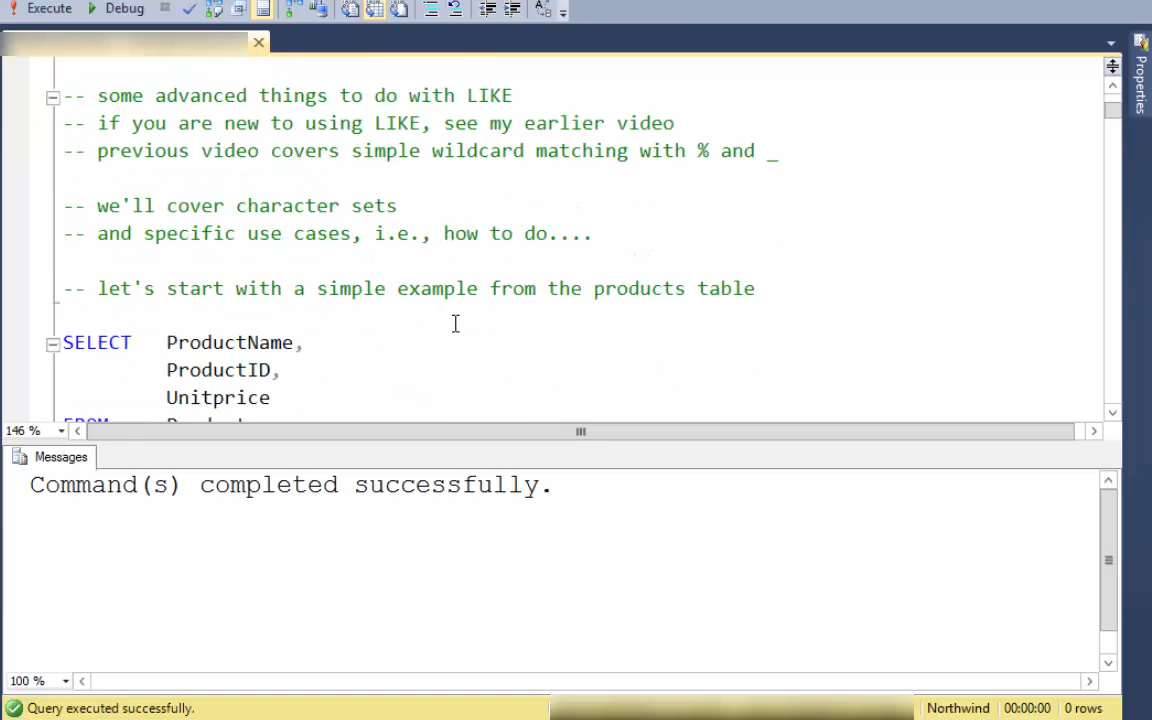 Execute Debug
Properties
-- some advanced things to do with LIKE
-- if you are new to using LIKE, see my earlier video
-- previous video covers simple wildcard matching with % and _
-- we'll cover character sets
-- and specific use cases, i.e., how to do....
-- let's start with a simple example from the products table
SELECT ProductName,
ProductID,
Unitprice
146 %
Messages
Command(s) completed successfully.
100 %
Query executed successfully. Northwind 00:00:00 0 rows